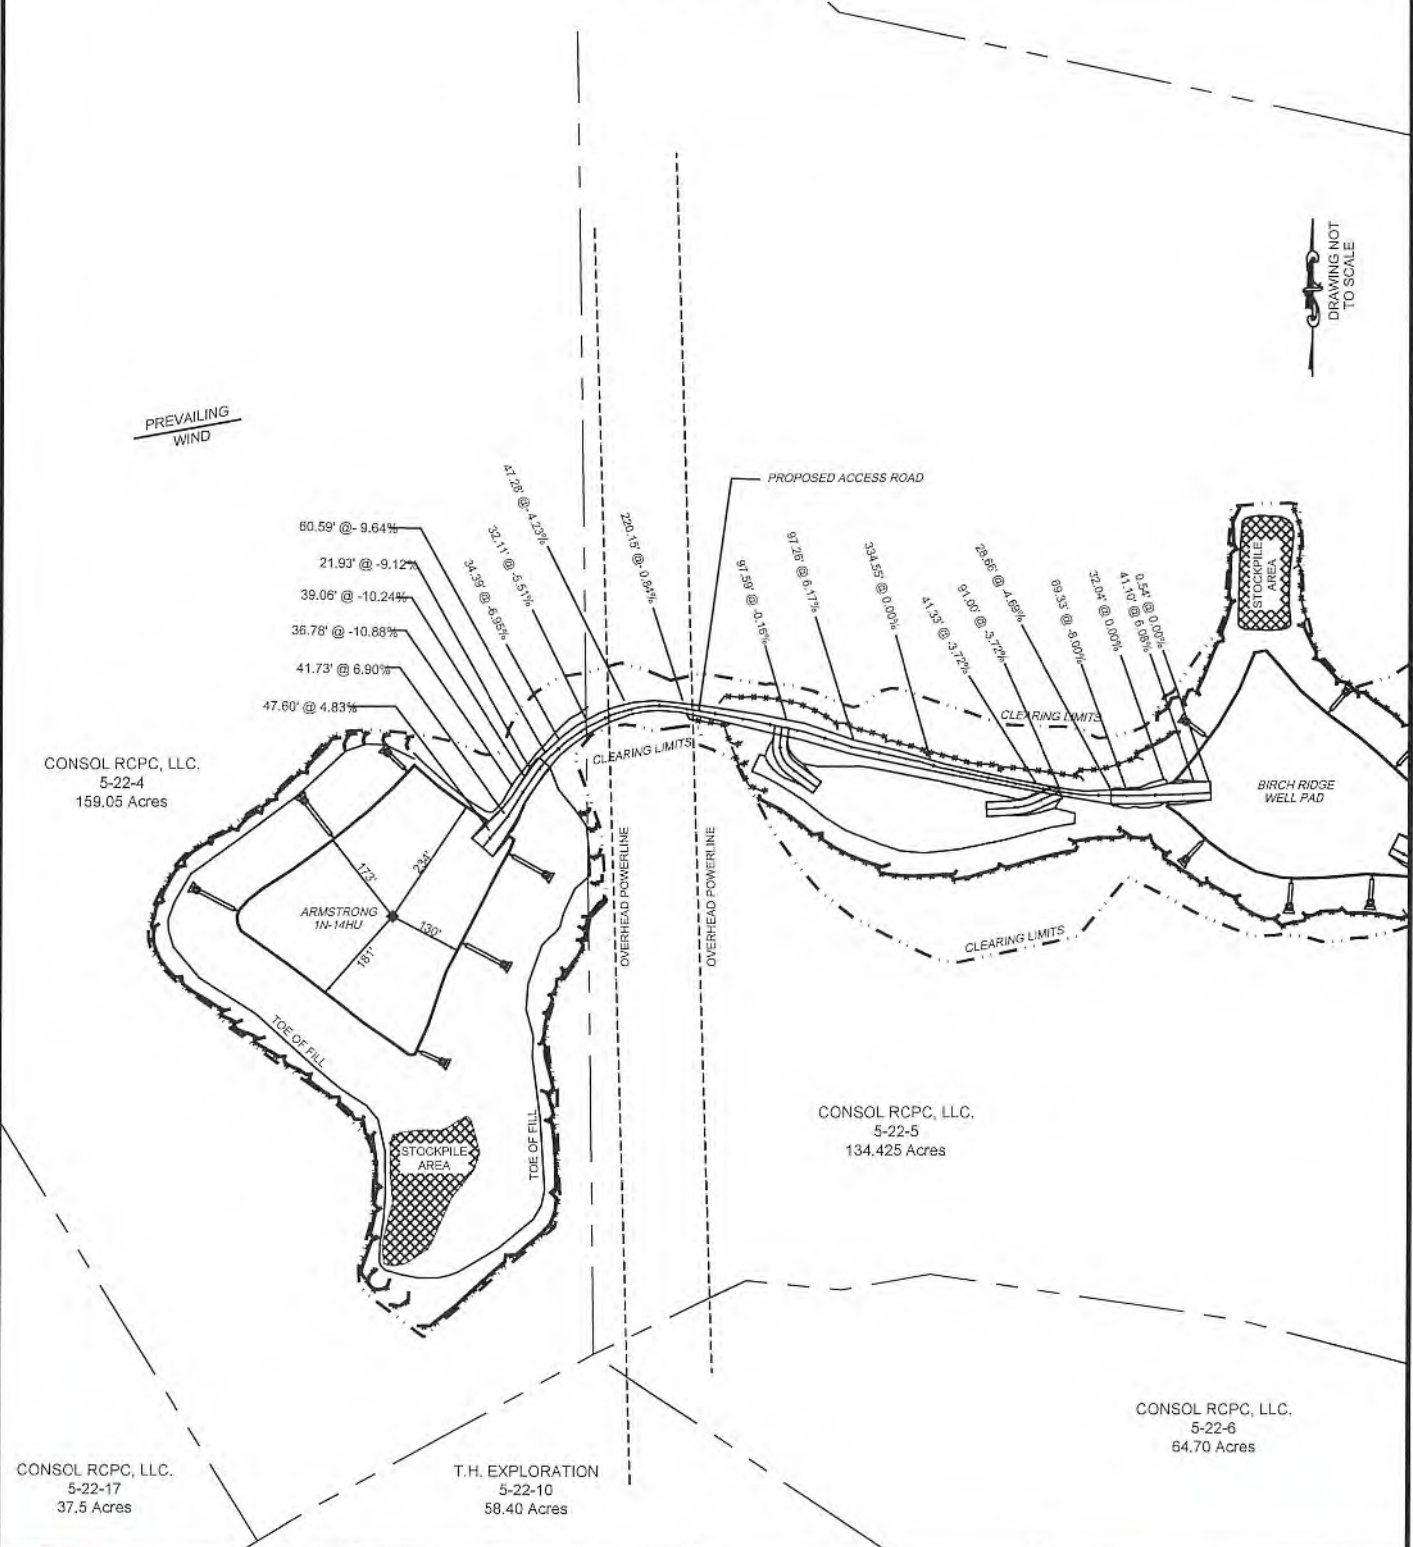 DRAWING NOT
TO SCALE
PREVAILING
WIND
PROPOSED ACCESS ROAD
60.59' @- 9.64%
21.93' @ -9.12%
39.06' @ -10.24%
36.78' @ -10.88%
41.73' @ 6.90%
47.60' @ 4.83%
34.39' @ -6.95%
32.11' @ -5.51%
47.28' @- 4.23%
220.15' @- 0.84%
97.59' @ -0.16%
97.26' @ 6.17%
334.55' @ 0.00%
41.33' @ -3.72%
91.00' @ -3.72%
28.66' @ -4.69%
69.33' @ -8.00%
32.04' @ 0.00%
41.10' @ 6.08%
0.54' @ 0.00%
STOCKPILE
AREA
CLEARING LIMITS
CLEARING LIMITS
CONSOL RCPC, LLC.
5-22-4
159.05 Acres
BIRCH RIDGE
WELL PAD
173'
234'
ARMSTRONG
1N-14HU
130'
181'
OVERHEAD POWERLINE
OVERHEAD POWERLINE
CLEARING LIMITS
TOE OF FILL
TOE OF FILL
STOCKPILE
AREA
CONSOL RCPC, LLC.
5-22-5
134.425 Acres
CONSOL RCPC, LLC.
5-22-6
64.70 Acres
CONSOL RCPC, LLC.
5-22-17
37.5 Acres
T.H. EXPLORATION
5-22-10
58.40 Acres